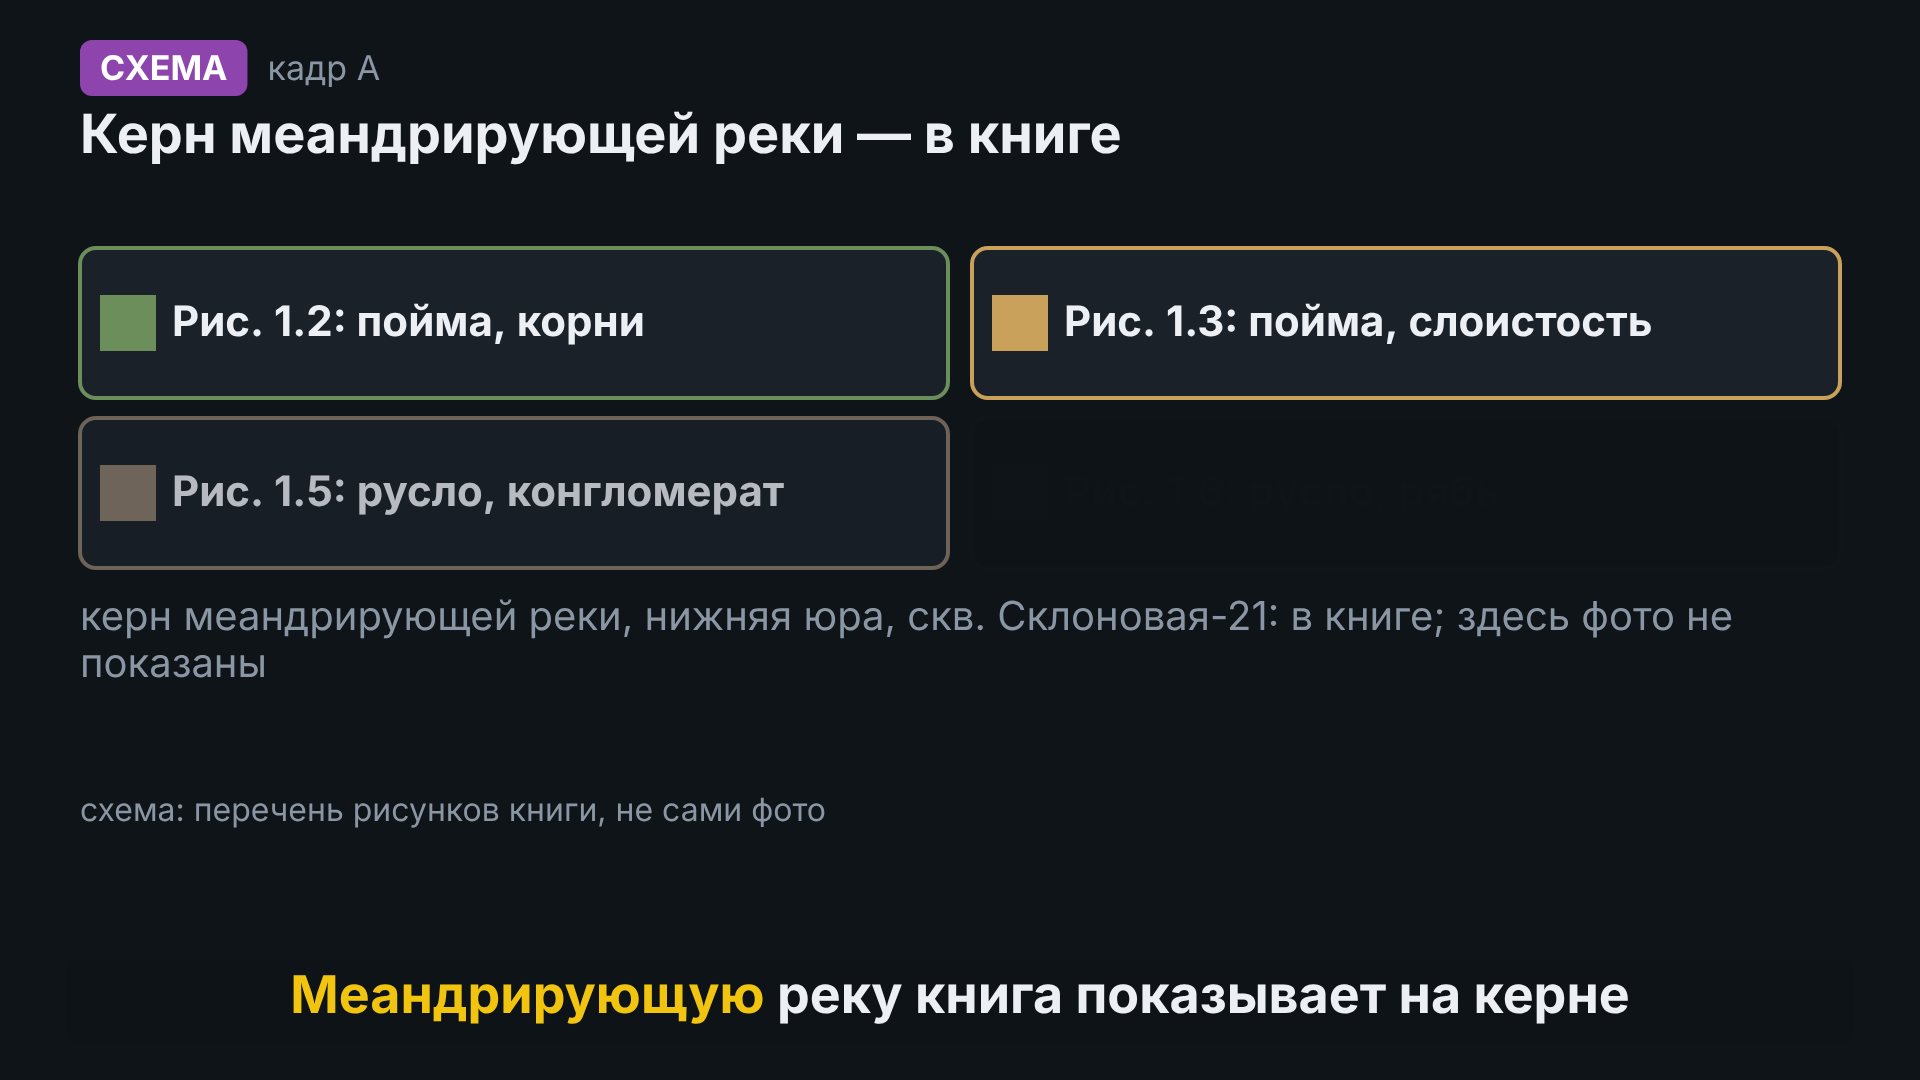 СХЕМА кадр А
Керн меандрирующей реки — в книге
Рис. 1.2: пойма, корни
Рис. 1.3: пойма, слоистость
Рис. 1.5: русло, конгломерат
керн меандрирующей реки, нижняя юра, скв. Склоновая-21: в книге; здесь фото не
показаны
схема: перечень рисунков книги, не сами фото
Меандрирующую реку книга показывает на керне